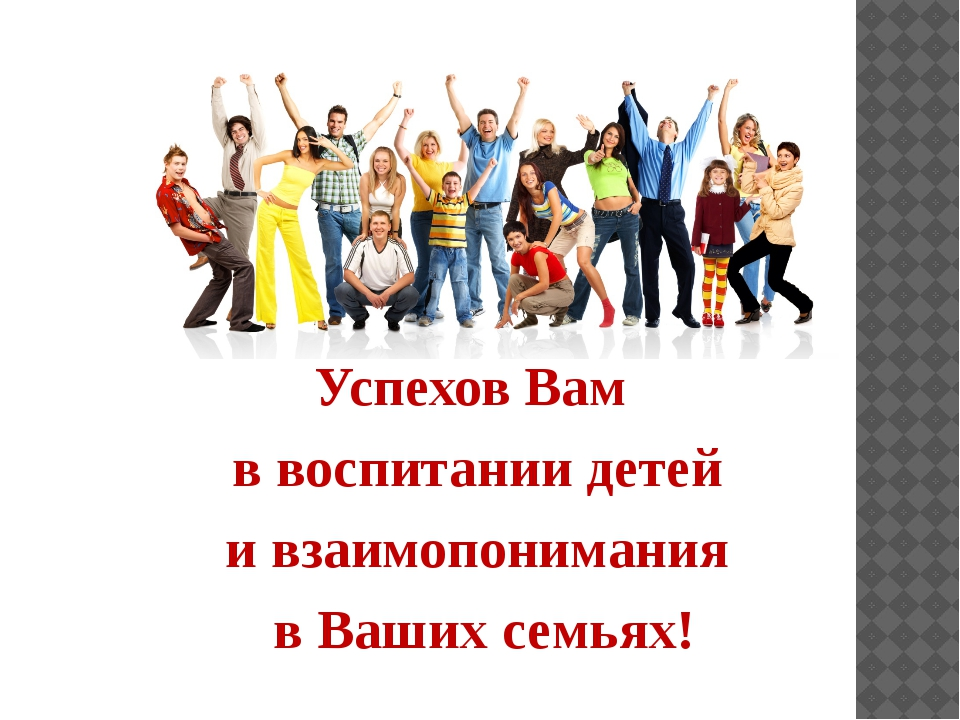 Успехов Вам
в воспитании детей
и взаимопонимания
в Ваших семьях!